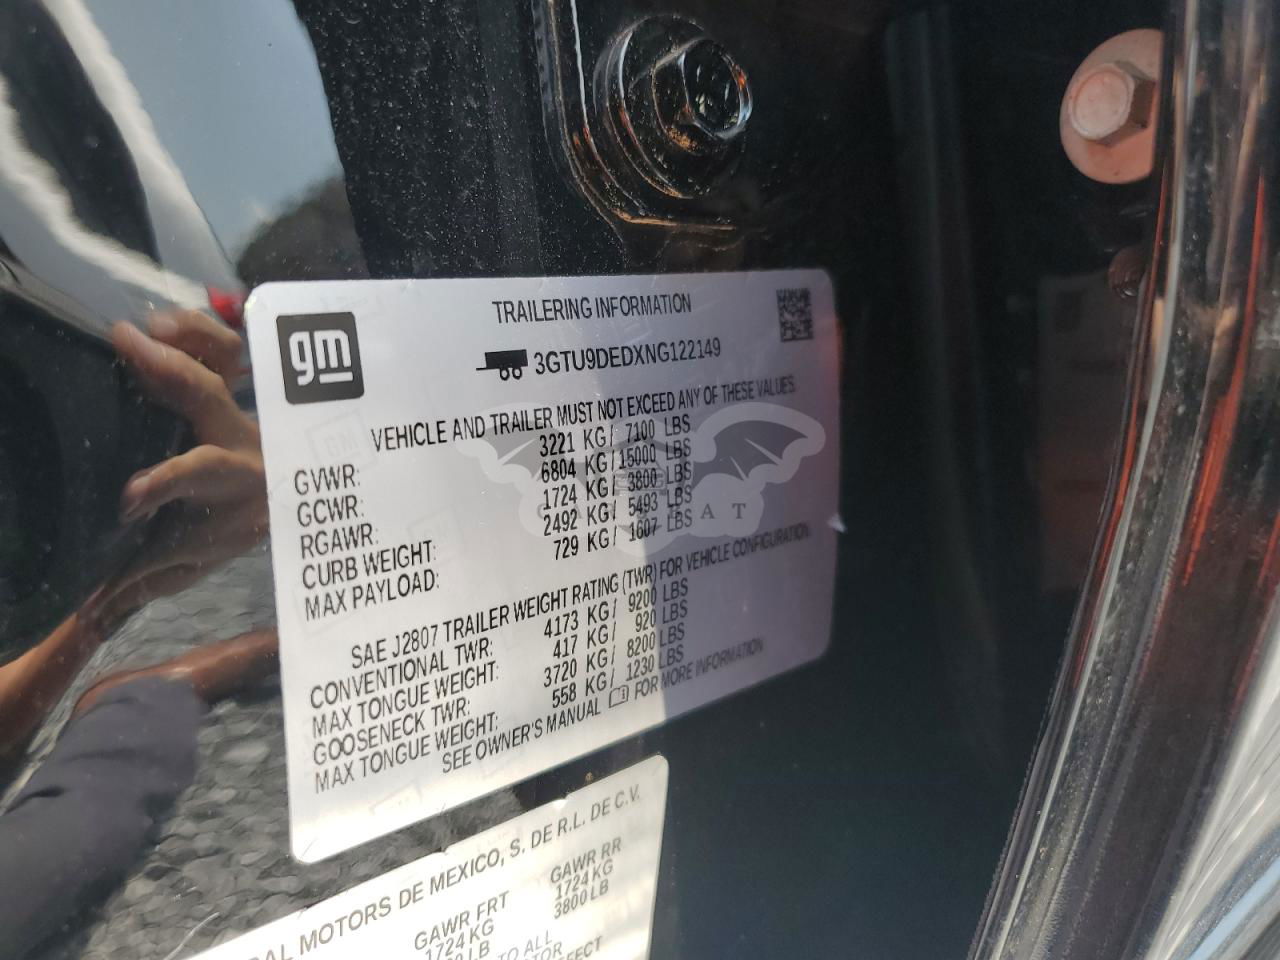 gm
TRAILERING INFORMATION
3GTU9DEDXNG122149
VEHICLE AND TRAILER MUST NOT EXCEED ANY OF THESE VALUES
GVWR: 3221 KG/ 7100 LBS
GCWR: 6804 KG/15000 LBS
RGAWR: 1724 KG/ 3800 LBS
CURB WEIGHT: 2492 KG/ 5493 LBS
MAX PAYLOAD: 729 KG/ 1607 LBS
SAE J2807 TRAILER WEIGHT RATING (TWR) FOR VEHICLE CONFIGURATION
CONVENTIONAL TWR: 4173 KG/ 9200 LBS
MAX TONGUE WEIGHT: 417 KG/ 920 LBS
GOOSENECK TWR: 3720 KG/ 8200 LBS
MAX TONGUE WEIGHT: 558 KG/ 1230 LBS
SEE OWNER'S MANUAL FOR MORE INFORMATION
MOTORS DE MEXICO, S. DE R.L. DE C.V.
GAWR FRT GAWR RR
1724KG 1724KG
LB 3800LB
TO ALL